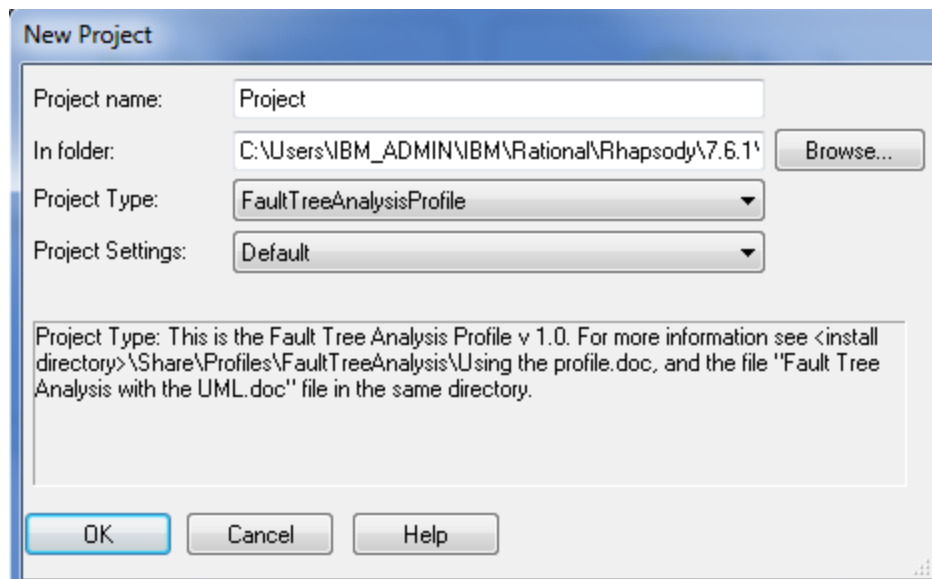 New Project
Project name: Project
In folder: C:\Users\IBM_ADMIN\IBM\Rational\Rhapsody\7.6.1\ Browse...
Project Type: FaultTreeAnalysisProfile
Project Settings: Default
Project Type: This is the Fault Tree Analysis Profile v 1.0. For more information see <install
directory>\Share\Profiles\FaultTreeAnalysis\Using the profile.doc, and the file "Fault Tree
Analysis with the UML.doc" file in the same directory.
OK Cancel Help